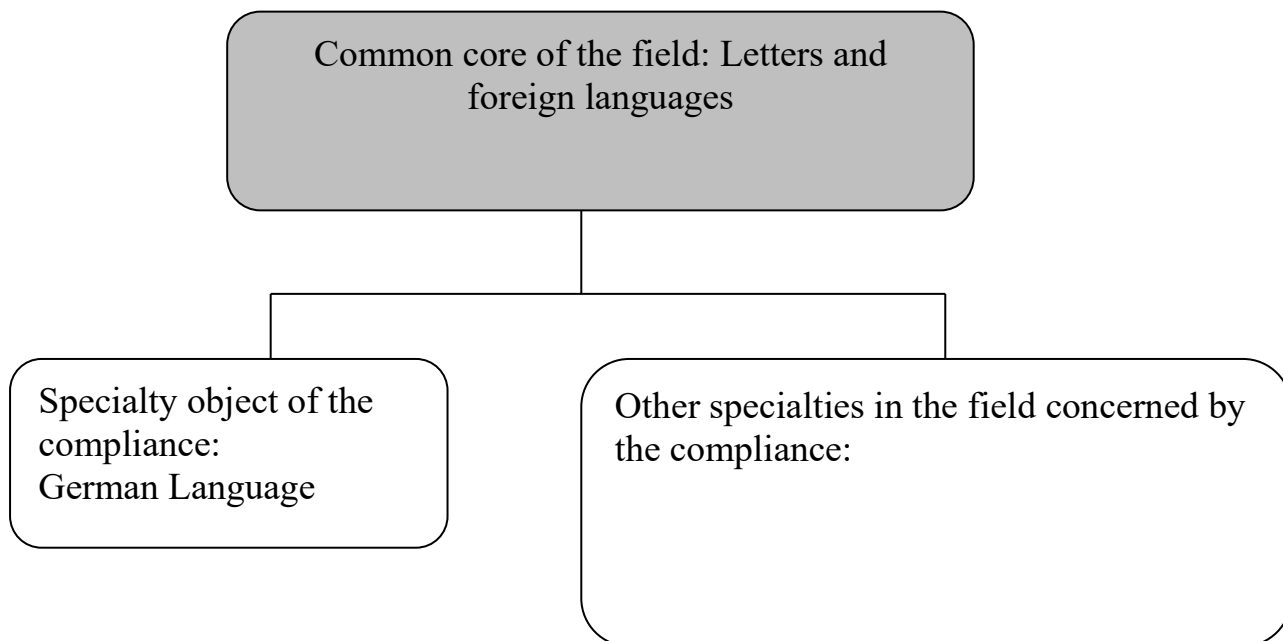 Common core of the field: Letters and
foreign languages
Specialty object of the
compliance:
German Language
Other specialties in the field concerned by
the compliance: